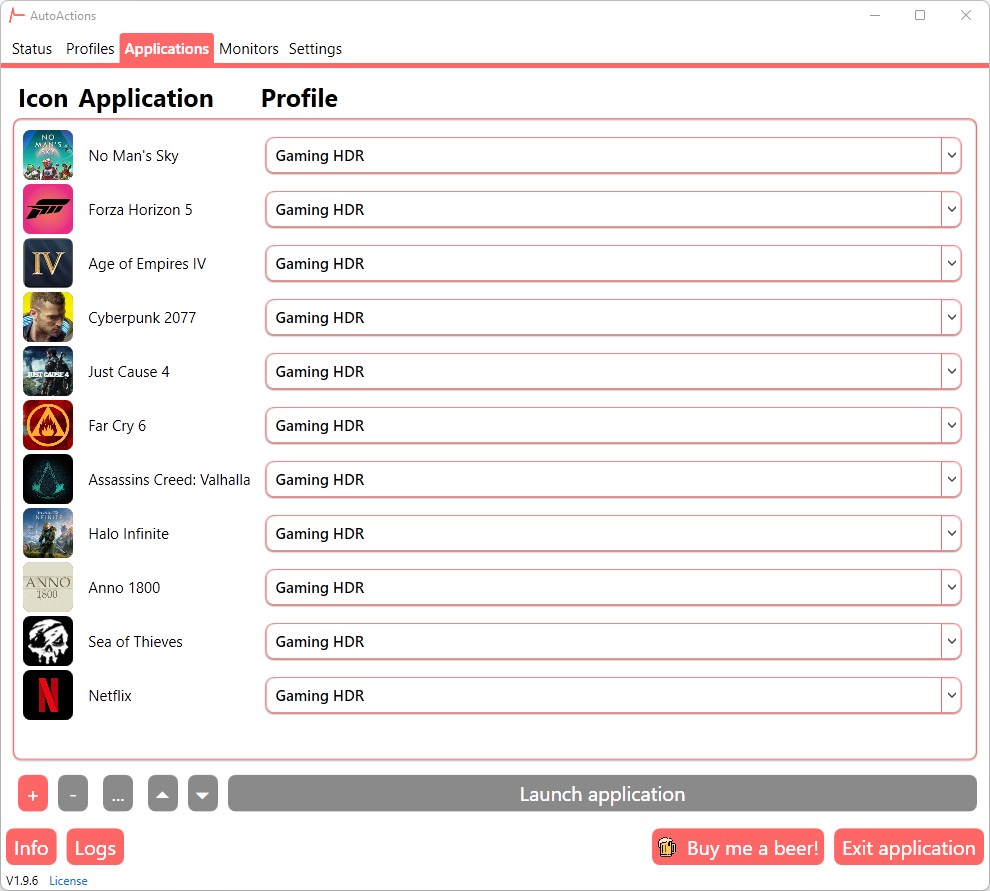 AutoActions
Status Profiles Applications Monitors Settings
Icon Application Profile
NO MAN'S SKY No Man's Sky Gaming HDR
Forza Horizon 5 Gaming HDR
IV Age of Empires IV Gaming HDR
Cyberpunk 2077 Gaming HDR
JUST CAUSE 4 Just Cause 4 Gaming HDR
Far Cry 6 Gaming HDR
Assassins Creed: Valhalla Gaming HDR
HALO INFINITE Halo Infinite Gaming HDR
ANNO 1800 Anno 1800 Gaming HDR
Sea of Thieves Gaming HDR
N Netflix Gaming HDR
+ - ... Launch application
Info Logs Buy me a beer! Exit application
V1.9.6 License